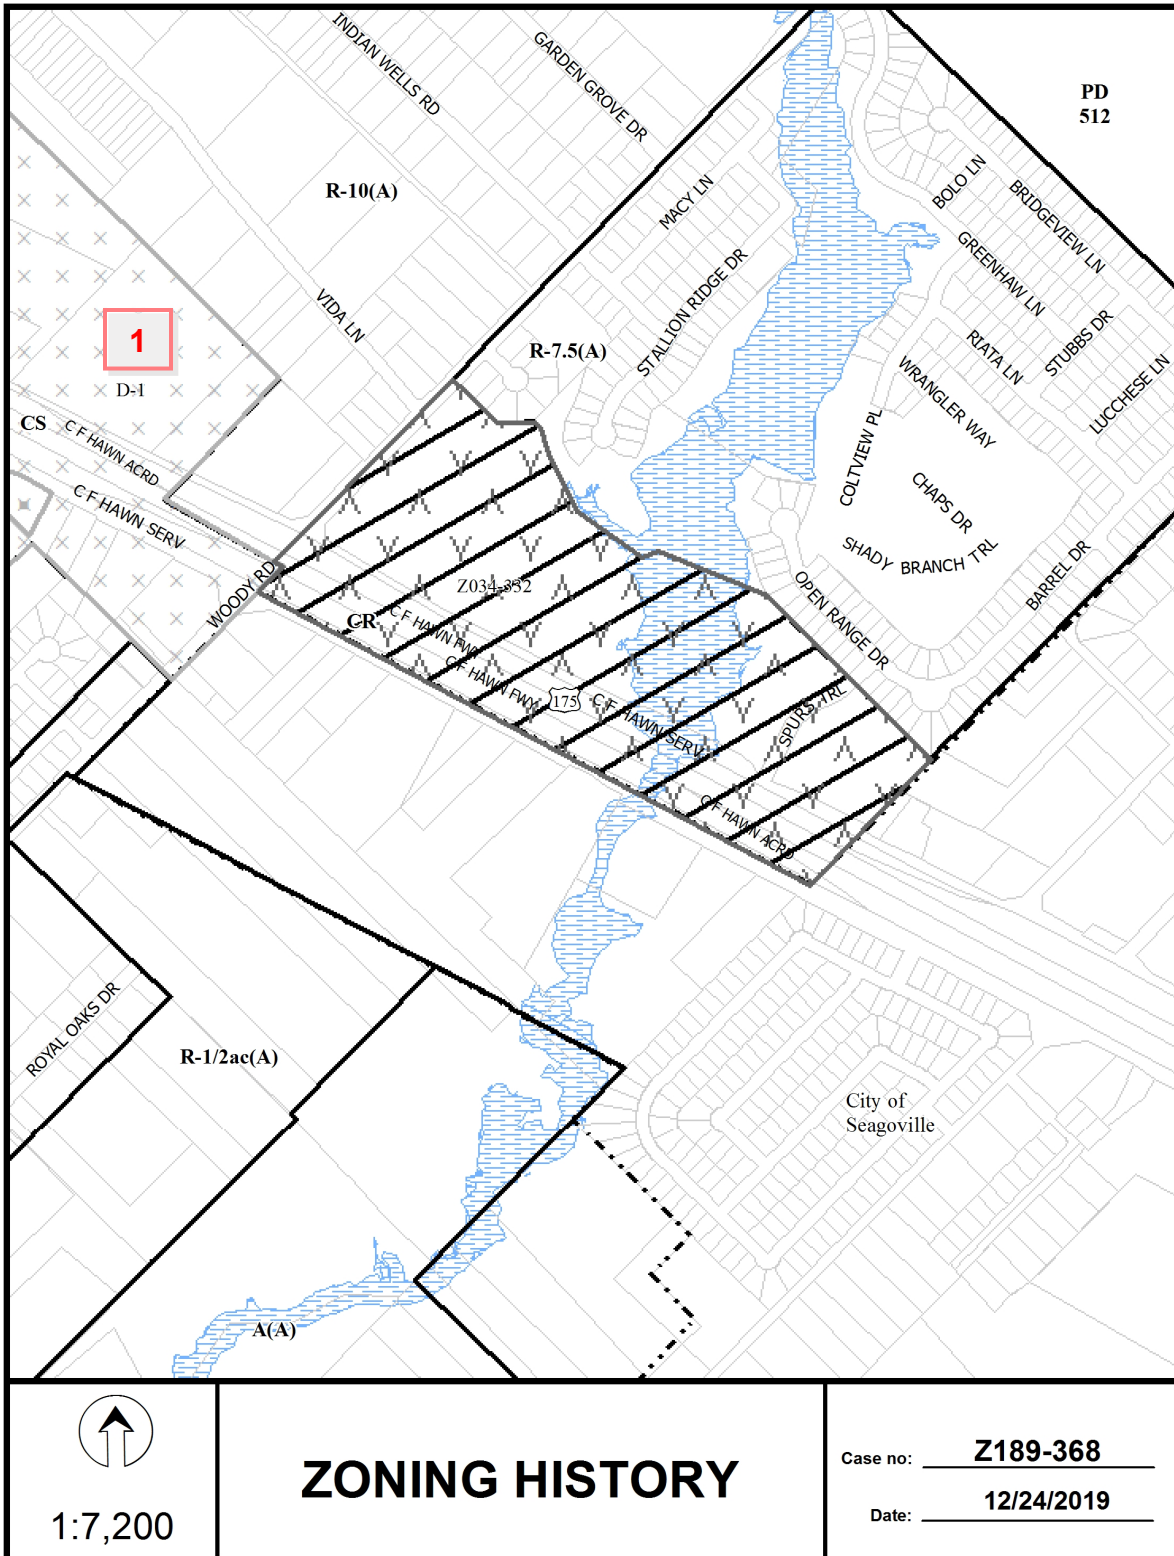 INDIAN WELLS RD
GARDEN GROVE DR
PD
512
R-10(A)
MACY LN
BOLO LN
BRIDGEVIEW LN
GREENHAW LN
VIDA LN
STALLION RIDGE DR
1
R-7.5(A)
RIATA LN
STUBBS DR
D-1
WRANGLER WAY
LUCCHESE LN
CS
C F HAWN ACRD
COLTVIEW PL
C F HAWN SERV
CHAPS DR
SHADY BRANCH TRL
WOODY RD
Z034-332
OPEN RANGE DR
BARREL DR
CR
C F HAWN FWY
C F HAWN FWY
175
C F HAWN SERV
SPURS TRL
C F HAWN ACRD
ROYAL OAKS DR
R-1/2ac(A)
City of
Seagoville
A(A)
1:7,200
ZONING HISTORY
Case no: Z189-368
Date: 12/24/2019